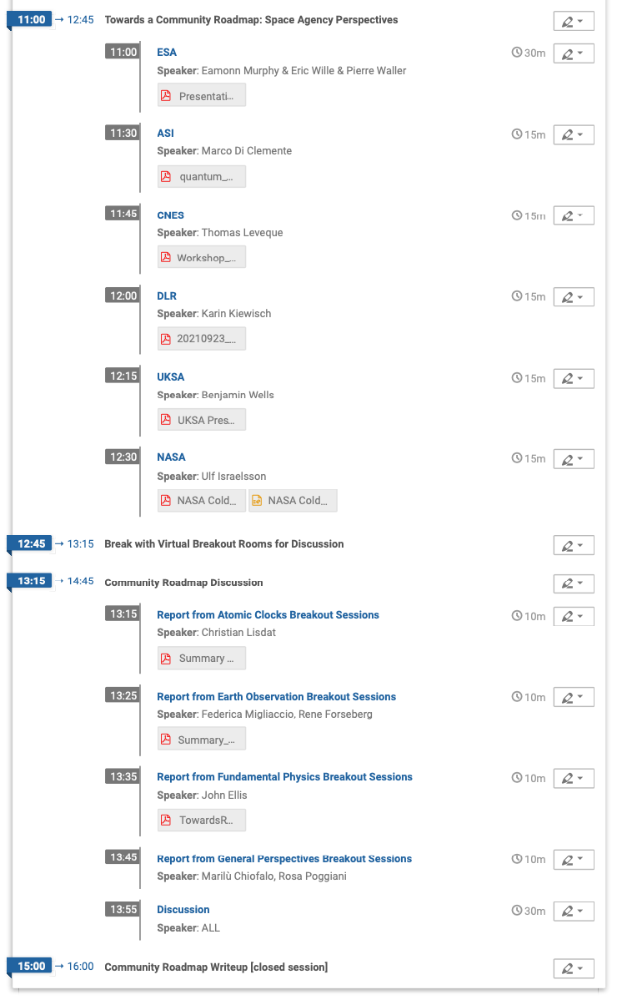 11:00 → 12:45 Towards a Community Roadmap: Space Agency Perspectives
11:00 ESA 30m
Speaker: Eamonn Murphy & Eric Wille & Pierre Waller
Presentati...
11:30 ASI 15m
Speaker: Marco Di Clemente
quantum_...
11:45 CNES 15m
Speaker: Thomas Leveque
Workshop_...
12:00 DLR 15m
Speaker: Karin Kiewisch
20210923_...
12:15 UKSA 15m
Speaker: Benjamin Wells
UKSA Pres...
12:30 NASA 15m
Speaker: Ulf Israelsson
NASA Cold... NASA Cold...
12:45 → 13:15 Break with Virtual Breakout Rooms for Discussion
13:15 → 14:45 Community Roadmap Discussion
13:15 Report from Atomic Clocks Breakout Sessions 10m
Speaker: Christian Lisdat
Summary ...
13:25 Report from Earth Observation Breakout Sessions 10m
Speaker: Federica Migliaccio, Rene Forseberg
Summary_...
13:35 Report from Fundamental Physics Breakout Sessions 10m
Speaker: John Ellis
TowardsR...
13:45 Report from General Perspectives Breakout Sessions 10m
Speaker: Marilù Chiofalo, Rosa Poggiani
13:55 Discussion 30m
Speaker: ALL
15:00 → 16:00 Community Roadmap Writeup [closed session]